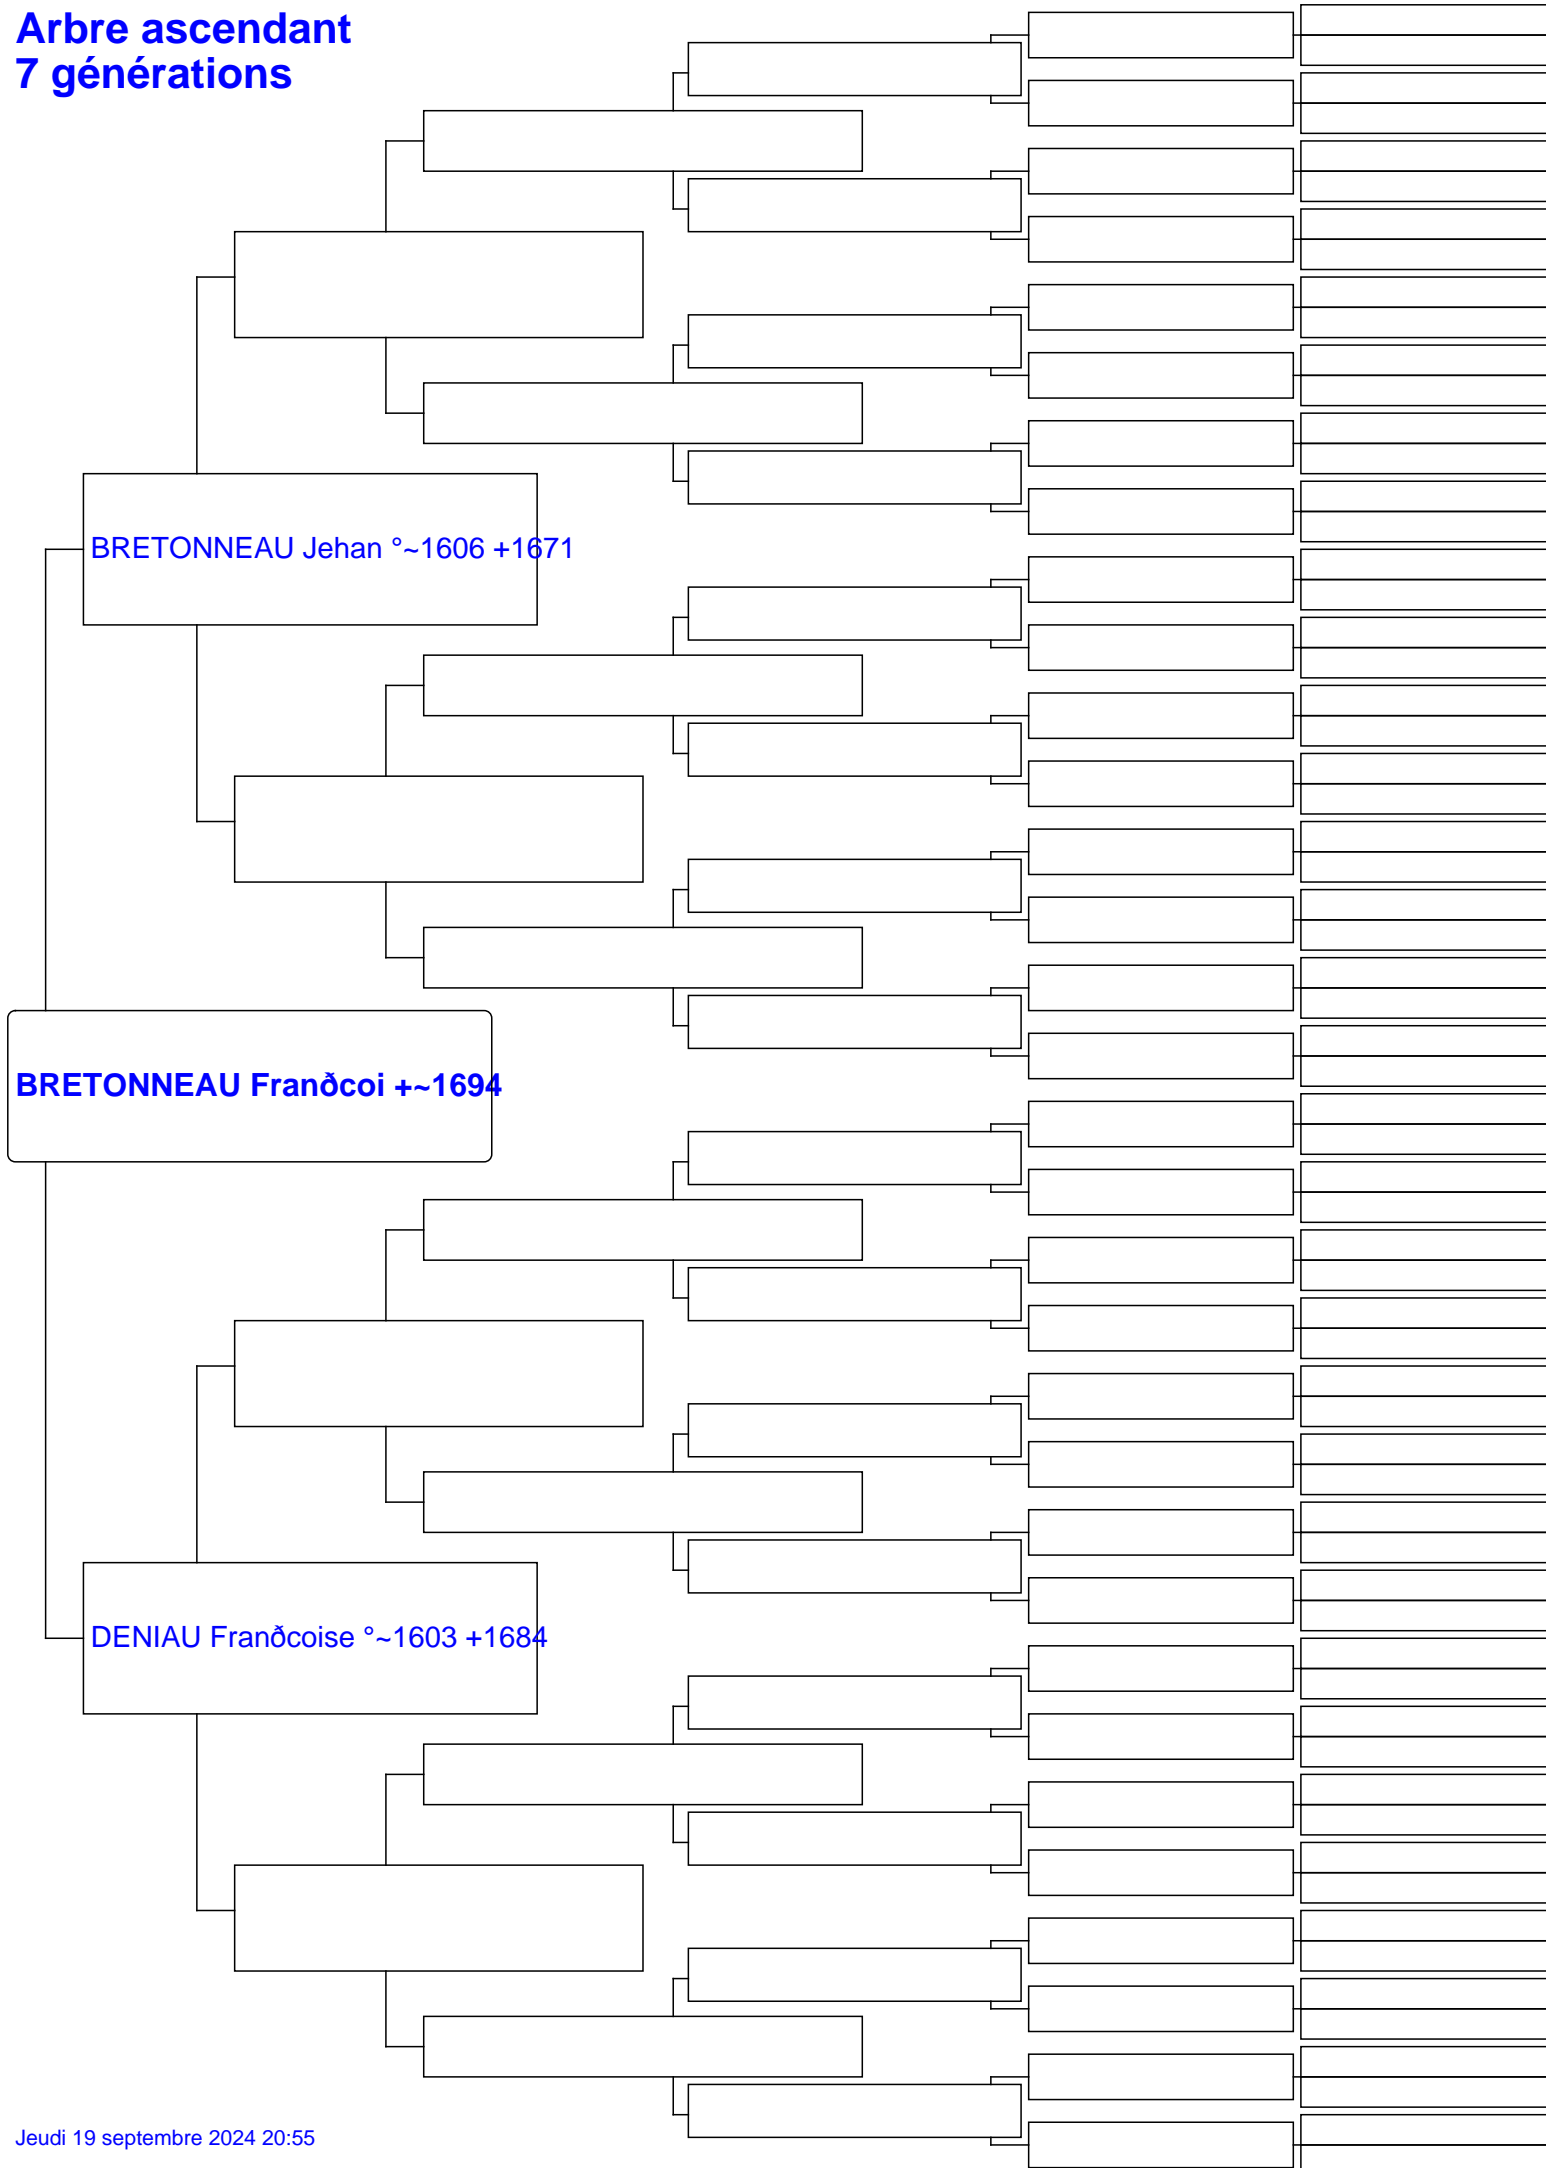 Arbre ascendant
7 générations
BRETONNEAU Jehan °~1606 +1671
BRETONNEAU Franðcoi +~1694
DENIAU Franðcoise °~1603 +1684
Jeudi 19 septembre 2024 20:55